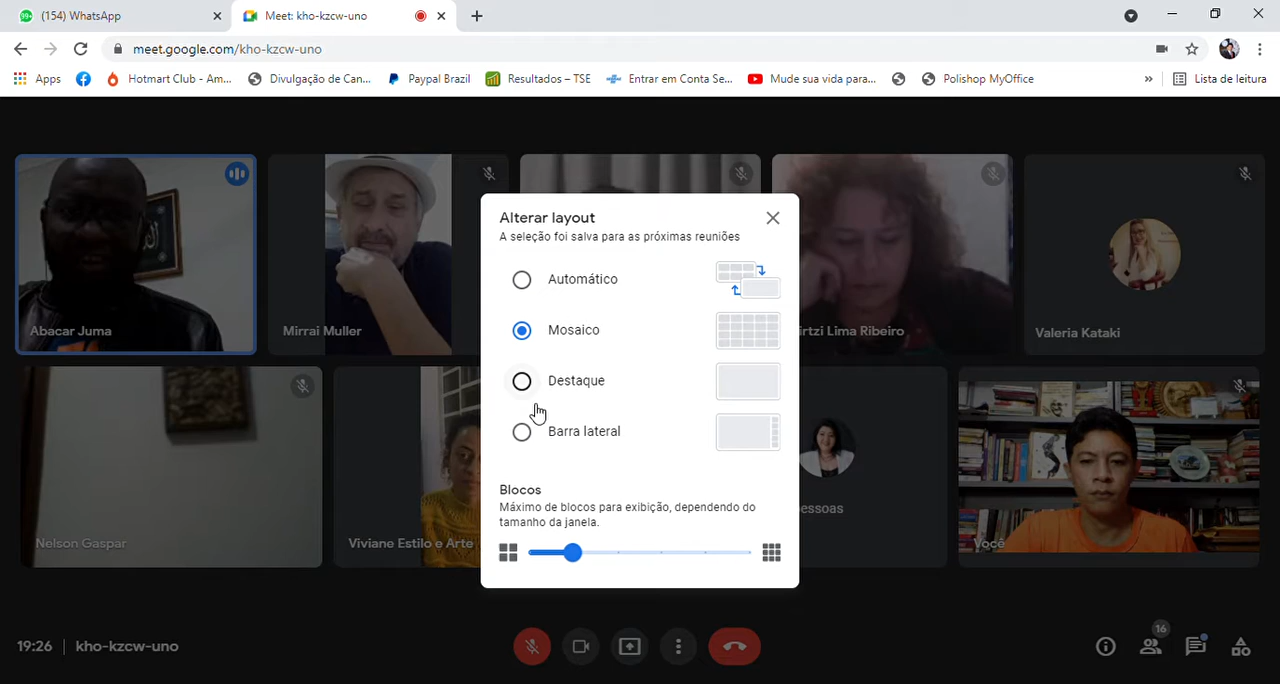 (154) WhatsApp
Meet: kho-kzcw-uno
meet.google.com/kho-kzcw-uno
Apps
Hotmart Club - Am...
Divulgação de Can...
Paypal Brazil
Resultados – TSE
Entrar em Conta Se...
Mude sua vida para...
Polishop MyOffice
»
Lista de leitura
Alterar layout
A seleção foi salva para as próximas reuniões
Automático
Mosaico
Destaque
Barra lateral
Blocos
Máximo de blocos para exibição, dependendo do
tamanho da janela.
Abacar Juma
Mirrai Muller
Lima Ribeiro
Valeria Kataki
Nelson Gaspar
Viviane Estilo e Arte
Você
19:26 | kho-kzcw-uno
16